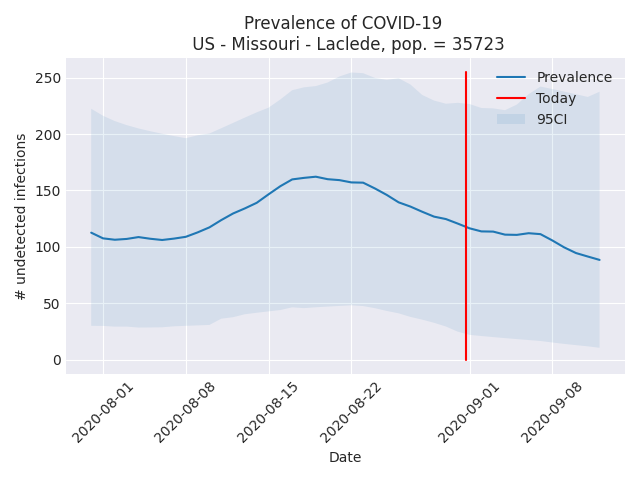 Prevalence of COVID-19
US - Missouri - Laclede, pop. = 35723
# undetected infections
250
200
150
100
50
0
Prevalence
Today
95CI
2020-08-01
2020-08-08
2020-08-15
2020-08-22
2020-09-01
2020-09-08
Date